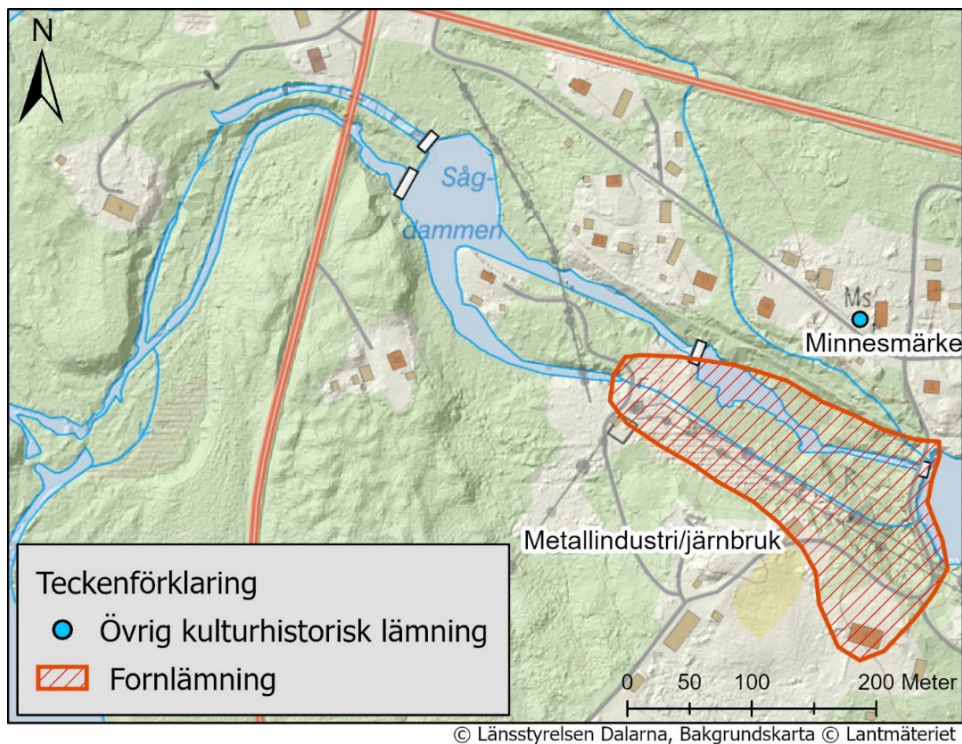 N
Såg-
dammen
Ms
Minnesmärke
R
Metallindustri/järnbruk
Teckenförklaring
Övrig kulturhistorisk lämning
Fornlämning
0 50 100 200 Meter
© Länsstyrelsen Dalarna, Bakgrundskarta © Lantmäteriet